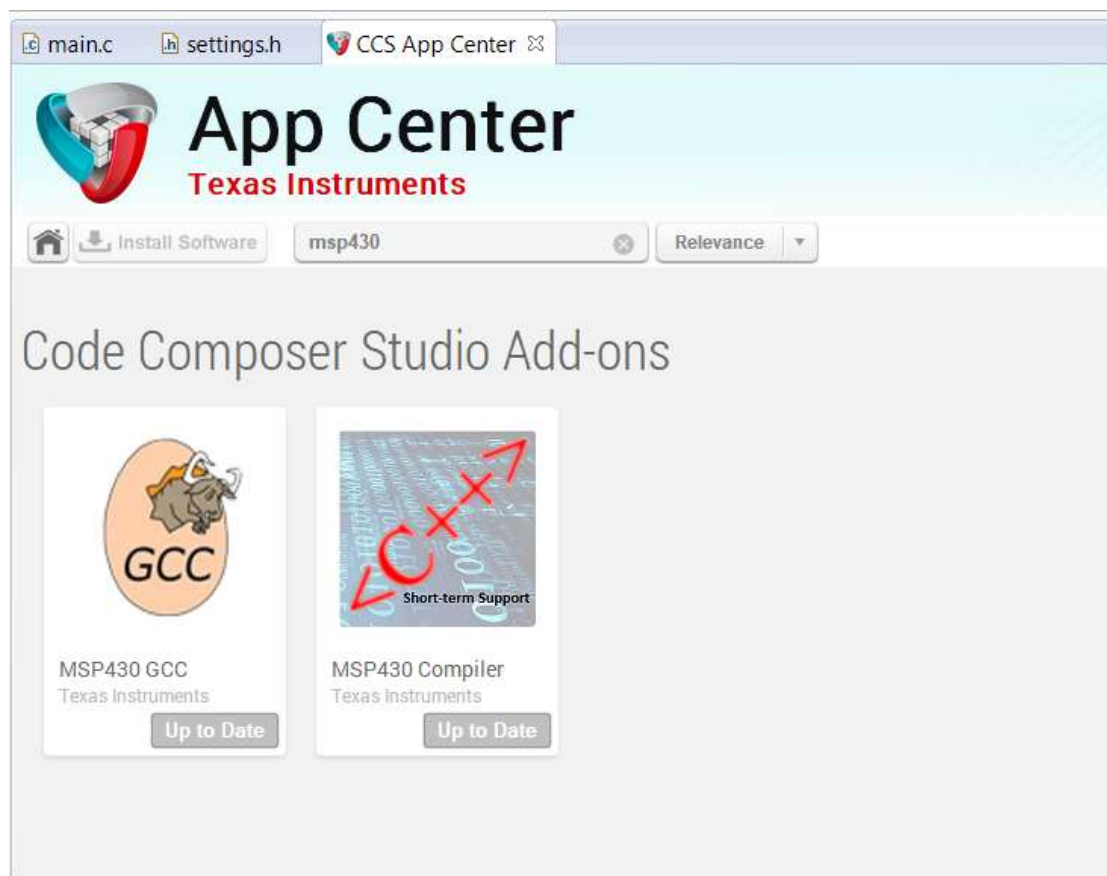 main.c settings.h CCS App Center
App Center
Texas Instruments
Install Software msp430 Relevance
Code Composer Studio Add-ons
GCC
<C++>
Short-term Support
MSP430 GCC
Texas Instruments
Up to Date
MSP430 Compiler
Texas Instruments
Up to Date